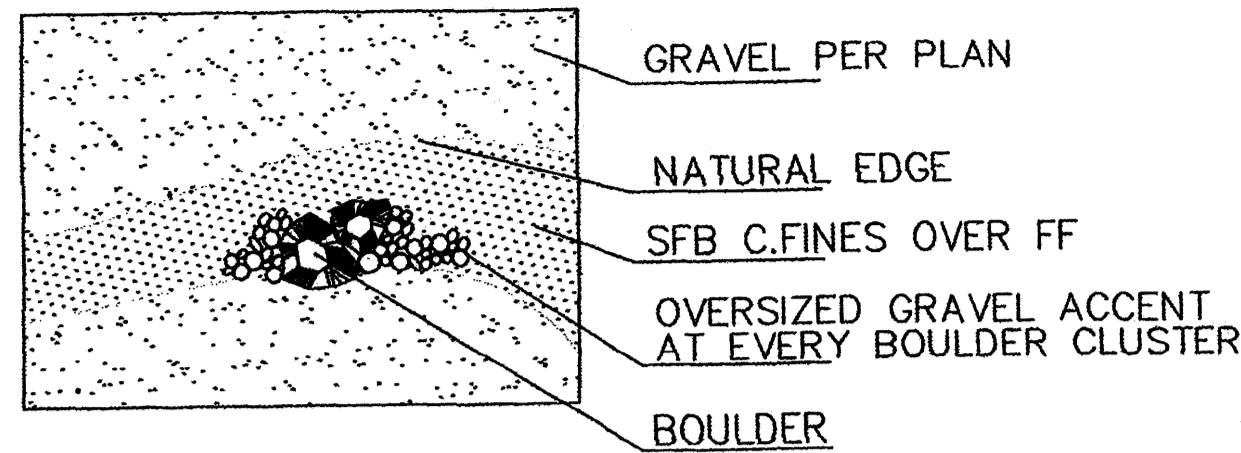 GRAVEL PER PLAN
NATURAL EDGE
SFB C.FINES OVER FF
OVERSIZED GRAVEL ACCENT
AT EVERY BOULDER CLUSTER
BOULDER